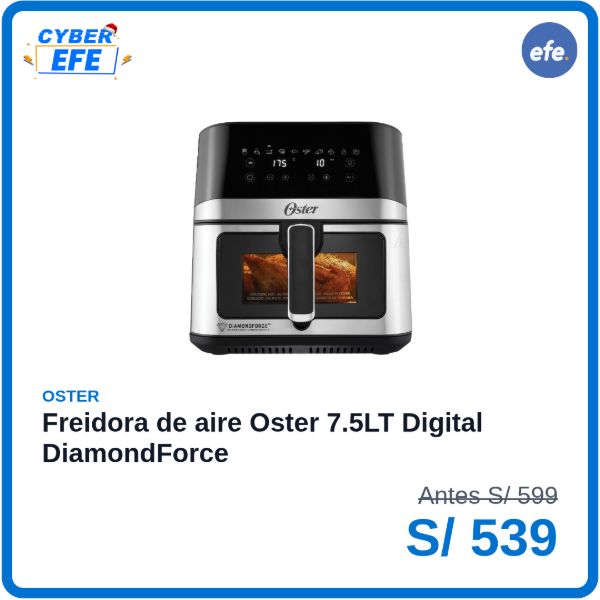 CYBER
EFE
efe.
175
10
Oster
DIAMONDFORCE
OSTER
Freidora de aire Oster 7.5LT Digital
DiamondForce
Antes S/ 599
S/ 539